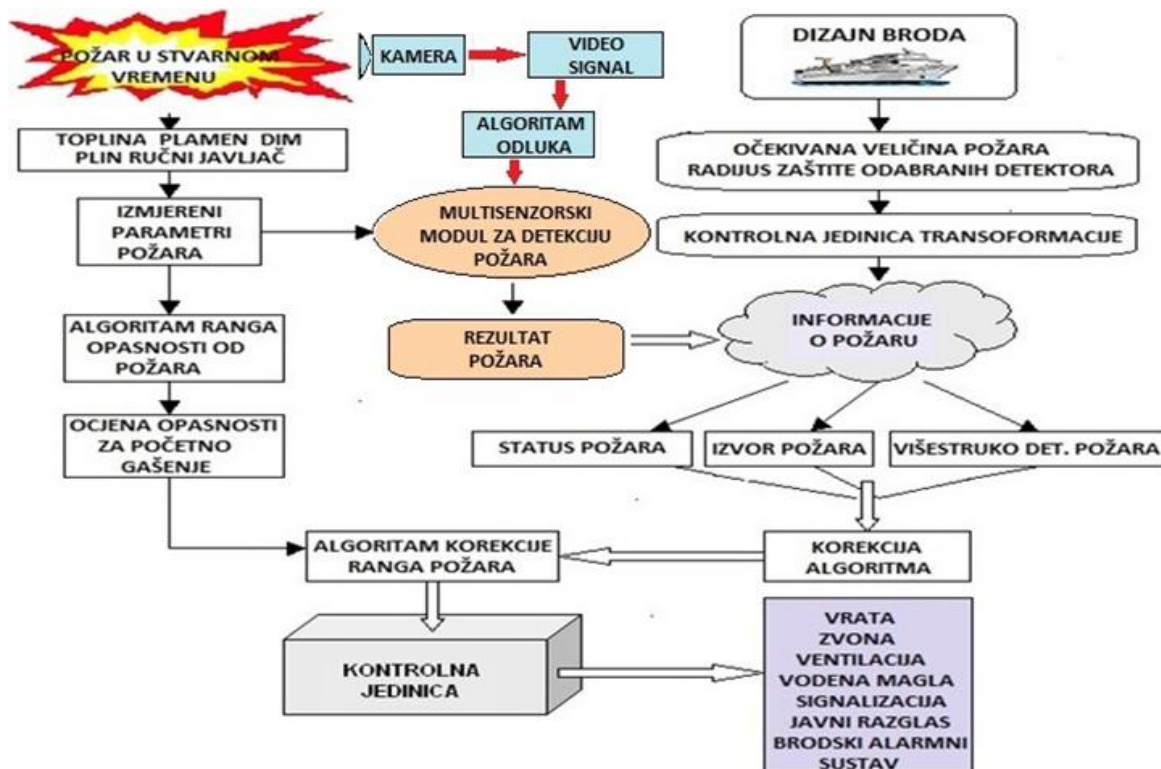 POŽAR U STVARNOM
VREMENU
KAMERA
VIDEO
SIGNAL
DIZAJN BRODA
TOPLINA PLAMEN DIM
PLIN RUČNI JAVLJAČ
ALGORITAM
ODLUKA
OČEKIVANA VELIČINA POŽARA
RADIJUS ZAŠTITE ODABRANIH DETEKTORA
IZMJERENI
PARAMETRI
POŽARA
MULTISENZORSKI
MODUL ZA DETEKCIJU
POŽARA
KONTROLNA JEDINICA TRANSOFORMACIJE
ALGORITAM RANGA
OPASNOSTI OD
POŽARA
REZULTAT
POŽARA
INFORMACIJE
O POŽARU
OCJENA OPASNOSTI
ZA POČETNO
GAŠENJE
STATUS POŽARA
IZVOR POŽARA
VIŠESTRUKO DET. POŽARA
ALGORITAM KOREKCIJE
RANGA POŽARA
KOREKCIJA
ALGORITMA
KONTROLNA
JEDINICA
VRATA
ZVONA
VENTILACIJA
VODENA MAGLA
SIGNALIZACIJA
JAVNI RAZGLAS
BRODSKI ALARMNI
SUSTAV